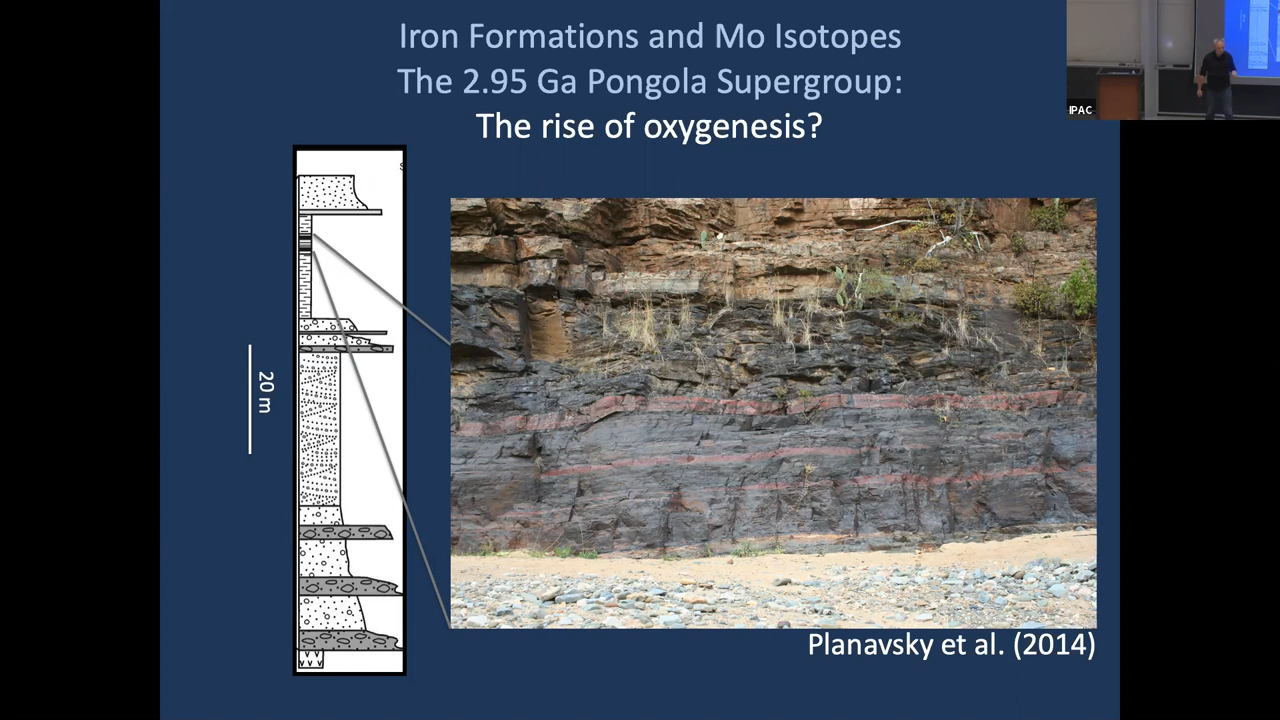 Iron Formations and Mo Isotopes
The 2.95 Ga Pongola Supergroup:
The rise of oxygenesis?
IPAC
20 m
Planavsky et al. (2014)